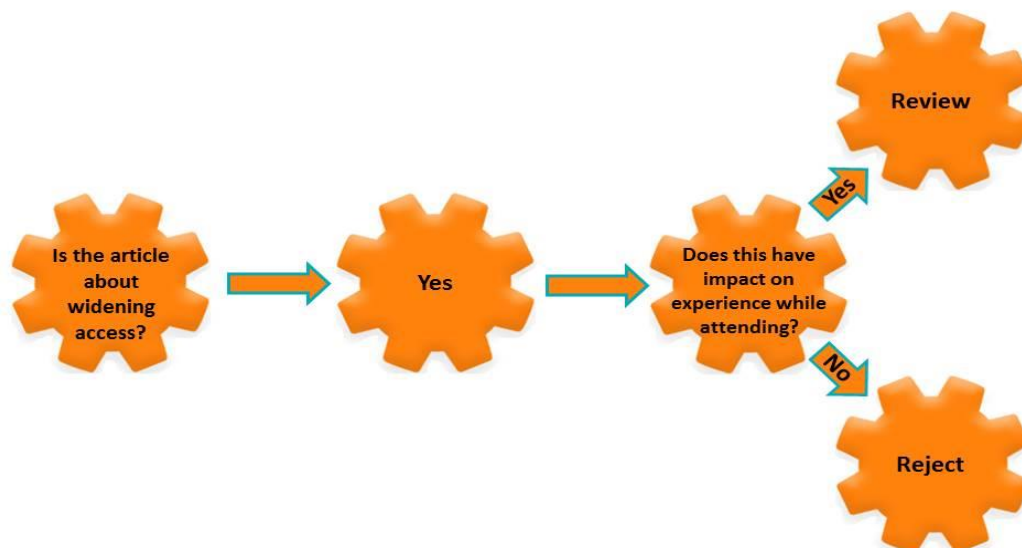 Is the article
about
widening
access?
Yes
Does this have
impact on
experience while
attending?
Yes
Review
No
Reject